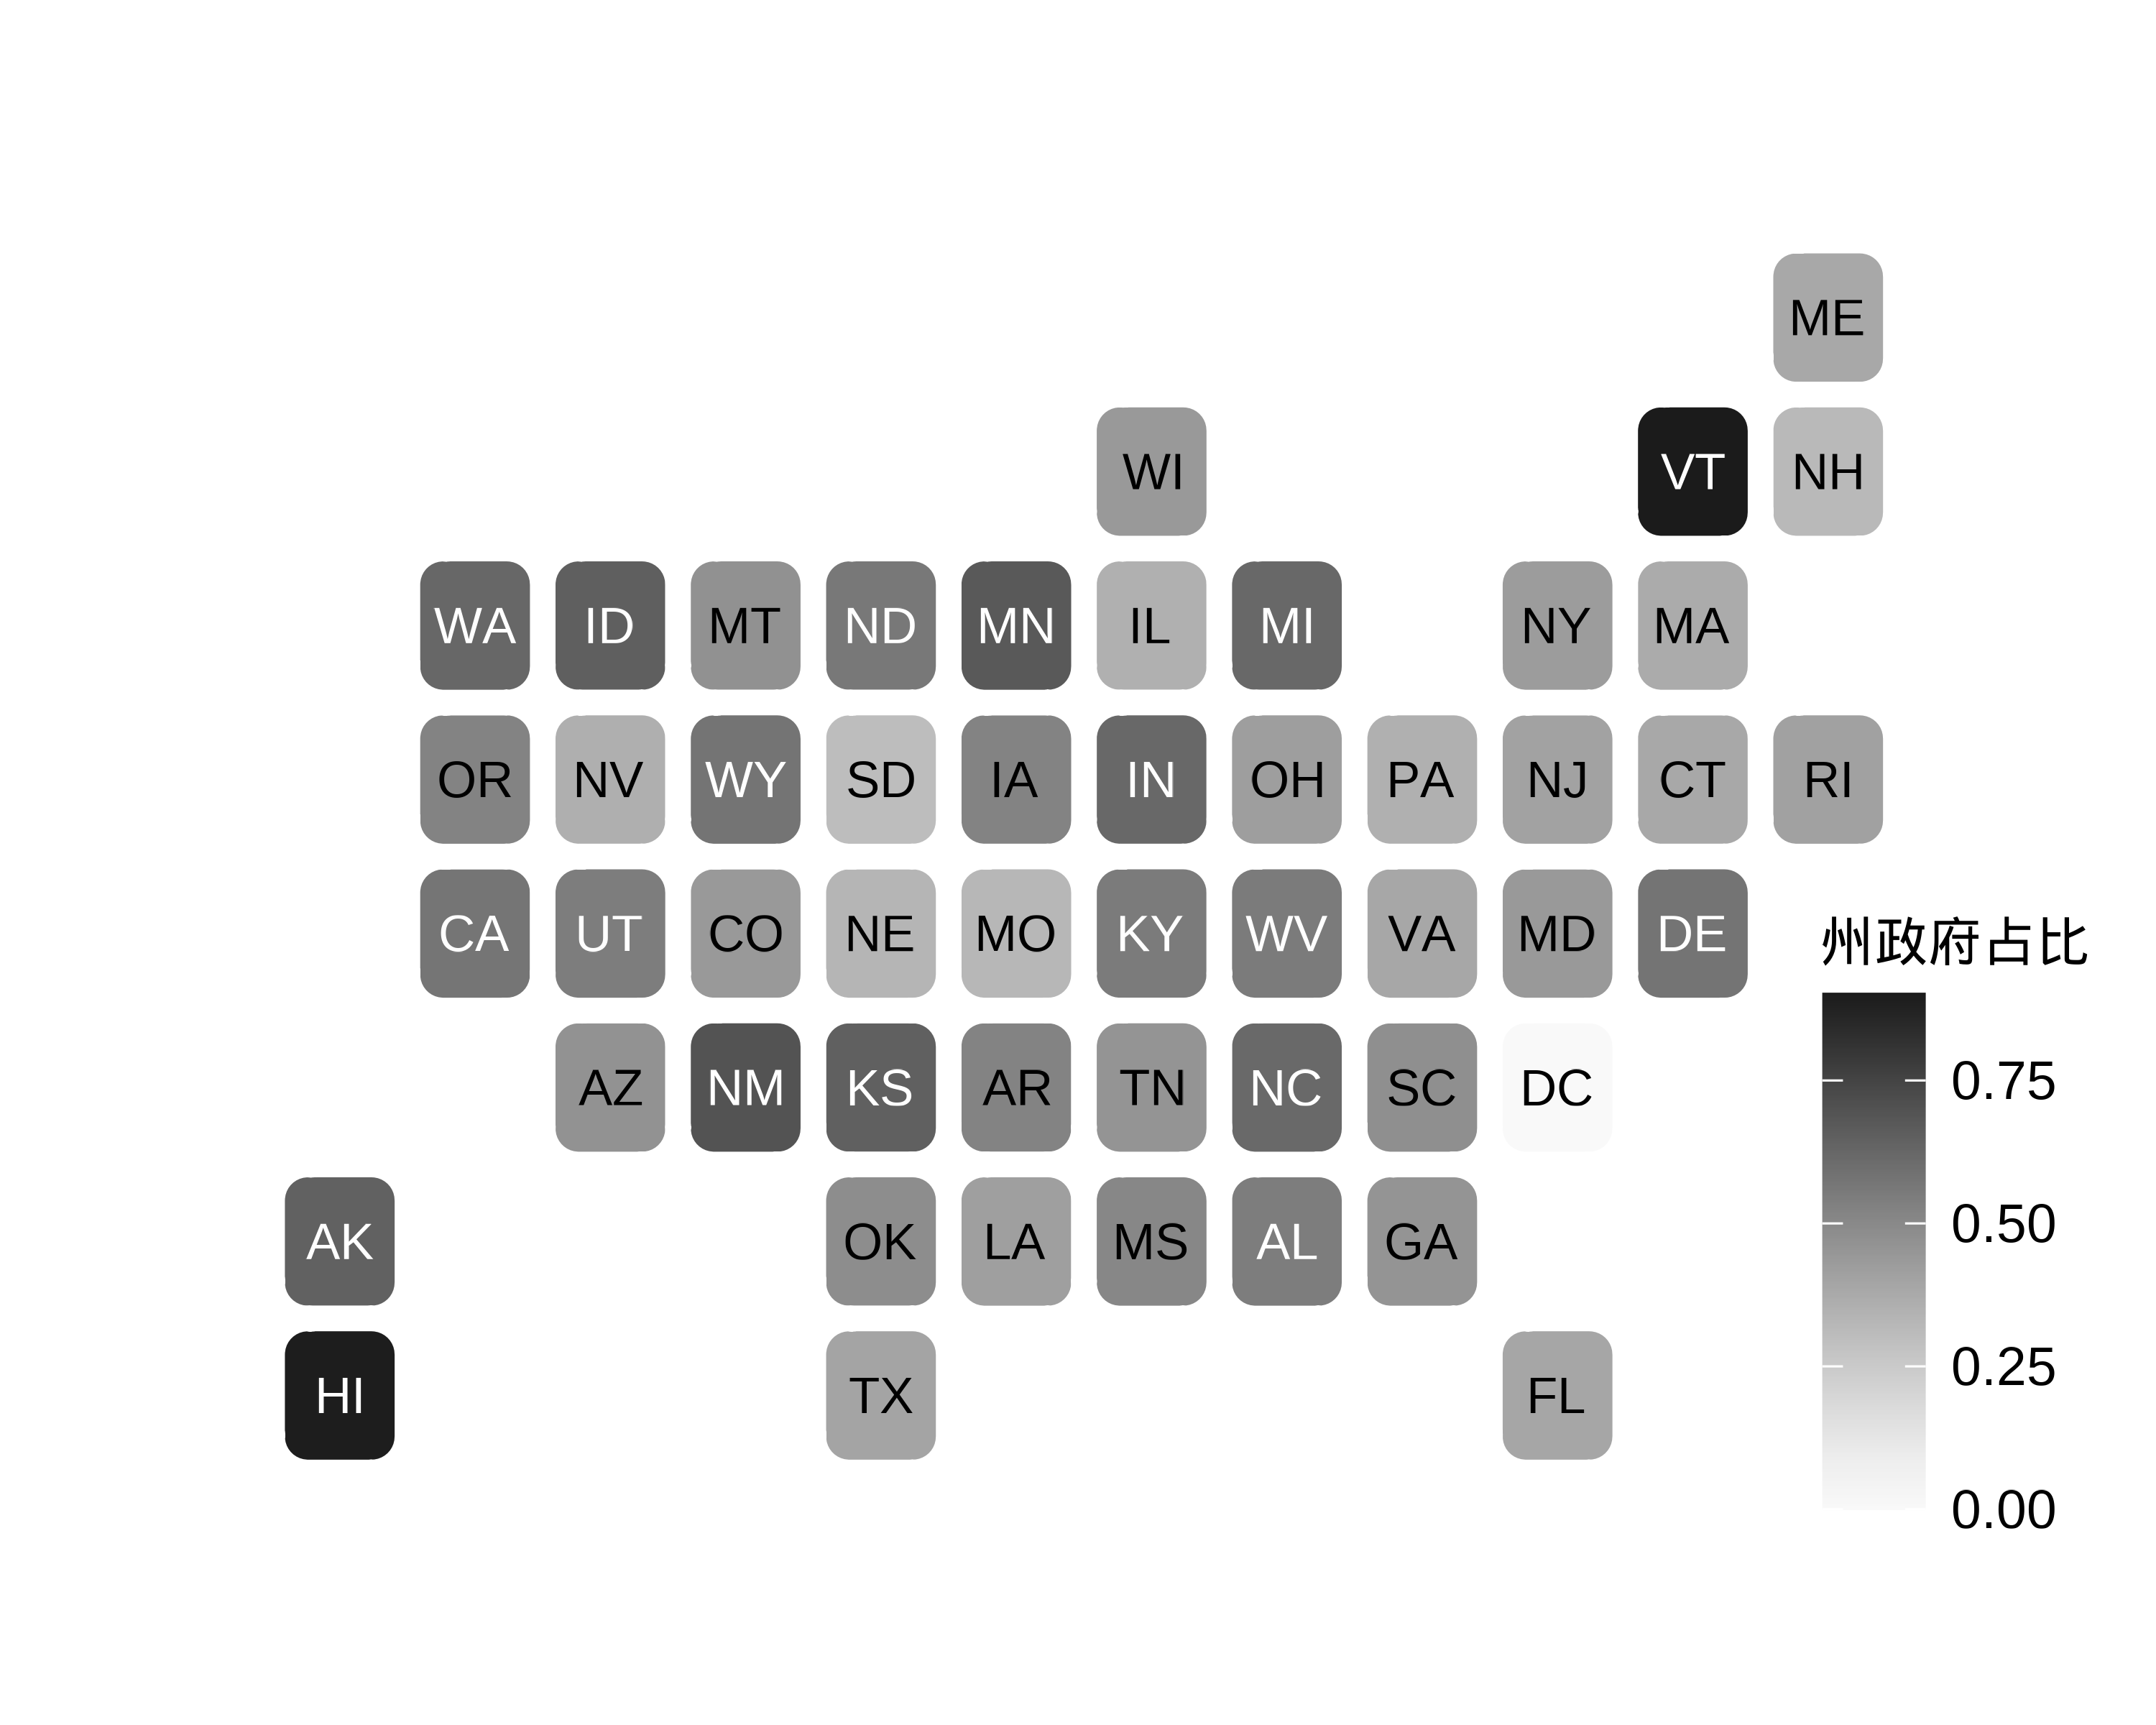 ME
WI VT NH
WA ID MT ND MN IL MI NY MA
OR NV WY SD IA IN OH PA NJ CT RI
CA UT CO NE MO KY WV VA MD DE
AZ NM KS AR TN NC SC DC
AK OK LA MS AL GA
HI TX FL
州政府占比
0.75
0.50
0.25
0.00